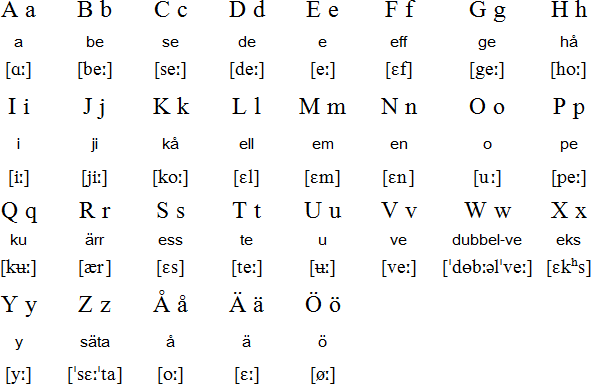 A a B b C c D d E e F f G g H h
a be se de e eff ge hå
[ɑː] [beː] [seː] [deː] [eː] [ɛf] [geː] [hoː]
I i J j K k L l M m N n O o P p
i ji kå ell em en o pe
[iː] [jiː] [koː] [ɛl] [ɛm] [ɛn] [uː] [peː]
Q q R r S s T t U u V v W w X x
ku ärr ess te u ve dubbel-ve eks
[kʉː] [ær] [ɛs] [teː] [ʉː] [veː] [ˈdɵbːəlˈveː] [ɛkʰs]
Y y Z z Å å Ä ä Ö ö
y säta å ä ö
[yː] [ˈsɛːˈta] [oː] [ɛː] [øː]